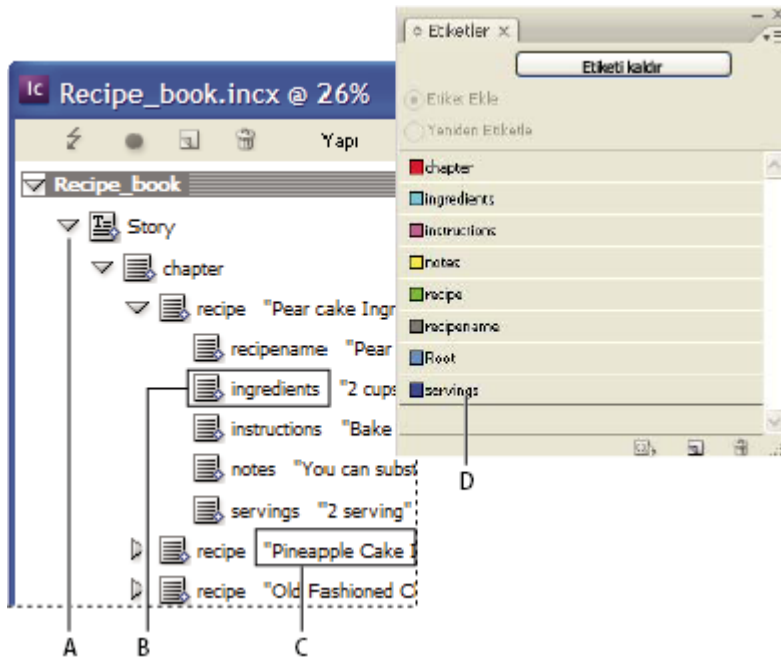 Ic Recipe_book.incx @ 26%
Yapı
Recipe_book
Story
chapter
recipe "Pear cake Ingr
recipename "Pear
ingredients "2 cups
instructions "Bake
notes "You can subst
servings "2 serving"
recipe "Pineapple Cake I
recipe "Old Fashioned C
A
B
C
Etiketler
Etiketi kaldır
Etiket Ekle
Yeniden Etiketle
chapter
ingredients
instructions
notes
recipe
recipename
Root
servings
D